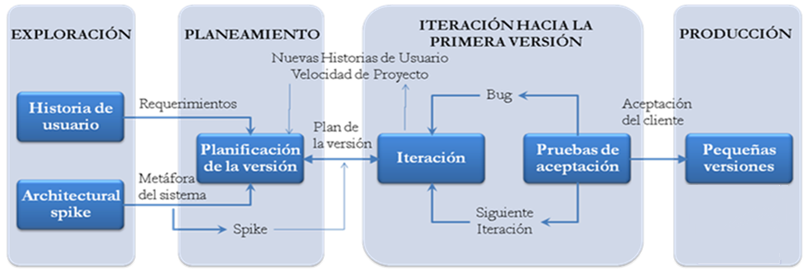 EXPLORACIÓN
PLANEAMIENTO
ITERACIÓN HACIA LA
PRIMERA VERSIÓN
PRODUCCIÓN
Nuevas Historias de Usuario
Velocidad de Proyecto
Historia de
usuario
Requerimientos
Planificación
de la versión
Plan de
la versión
Iteración
Bug
Pruebas de
aceptación
Aceptación
del cliente
Pequeñas
versiones
Architectural
spike
Metáfora
del sistema
Spike
Siguiente
Iteración